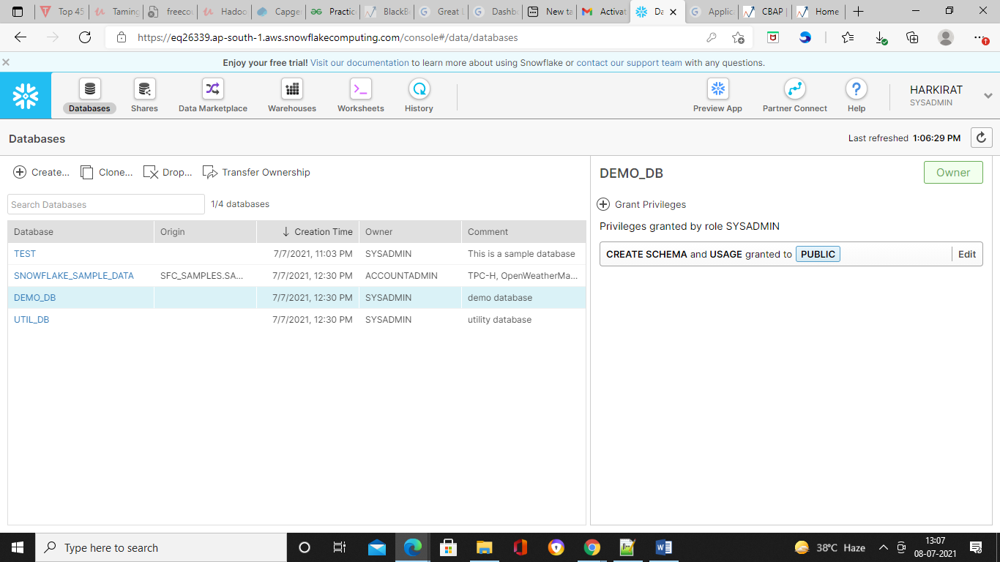 Top 45
Taming
freecou
Hadoo
Capge
Practic
BlackB
Great L
Dashbo
New ta
Activat
Da
Applic
CBAP
Home
https://eq26339.ap-south-1.aws.snowflakecomputing.com/console#/data/databases
Enjoy your free trial! Visit our documentation to learn more about using Snowflake or contact our support team with any questions.
Databases Shares Data Marketplace Warehouses Worksheets History Preview App Partner Connect Help
HARKIRAT
SYSADMIN
Databases
Last refreshed 1:06:29 PM
Create... Clone... Drop... Transfer Ownership
Search Databases 1/4 databases
Database Origin Creation Time Owner Comment
TEST 7/7/2021, 11:03 PM SYSADMIN This is a sample database
SNOWFLAKE_SAMPLE_DATA SFC_SAMPLES.SA... 7/7/2021, 12:30 PM ACCOUNTADMIN TPC-H, OpenWeatherMa...
DEMO_DB 7/7/2021, 12:30 PM SYSADMIN demo database
UTIL_DB 7/7/2021, 12:30 PM SYSADMIN utility database
DEMO_DB Owner
Grant Privileges
Privileges granted by role SYSADMIN
CREATE SCHEMA and USAGE granted to PUBLIC Edit
Type here to search
38°C Haze
13:07
08-07-2021